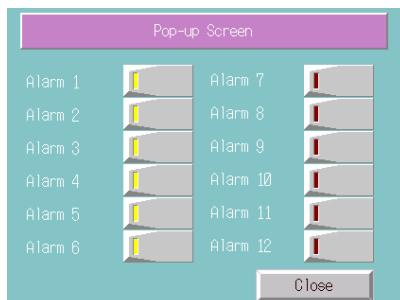 Pop-up Screen
Alarm 1
Alarm 2
Alarm 3
Alarm 4
Alarm 5
Alarm 6
Alarm 7
Alarm 8
Alarm 9
Alarm 10
Alarm 11
Alarm 12
Close